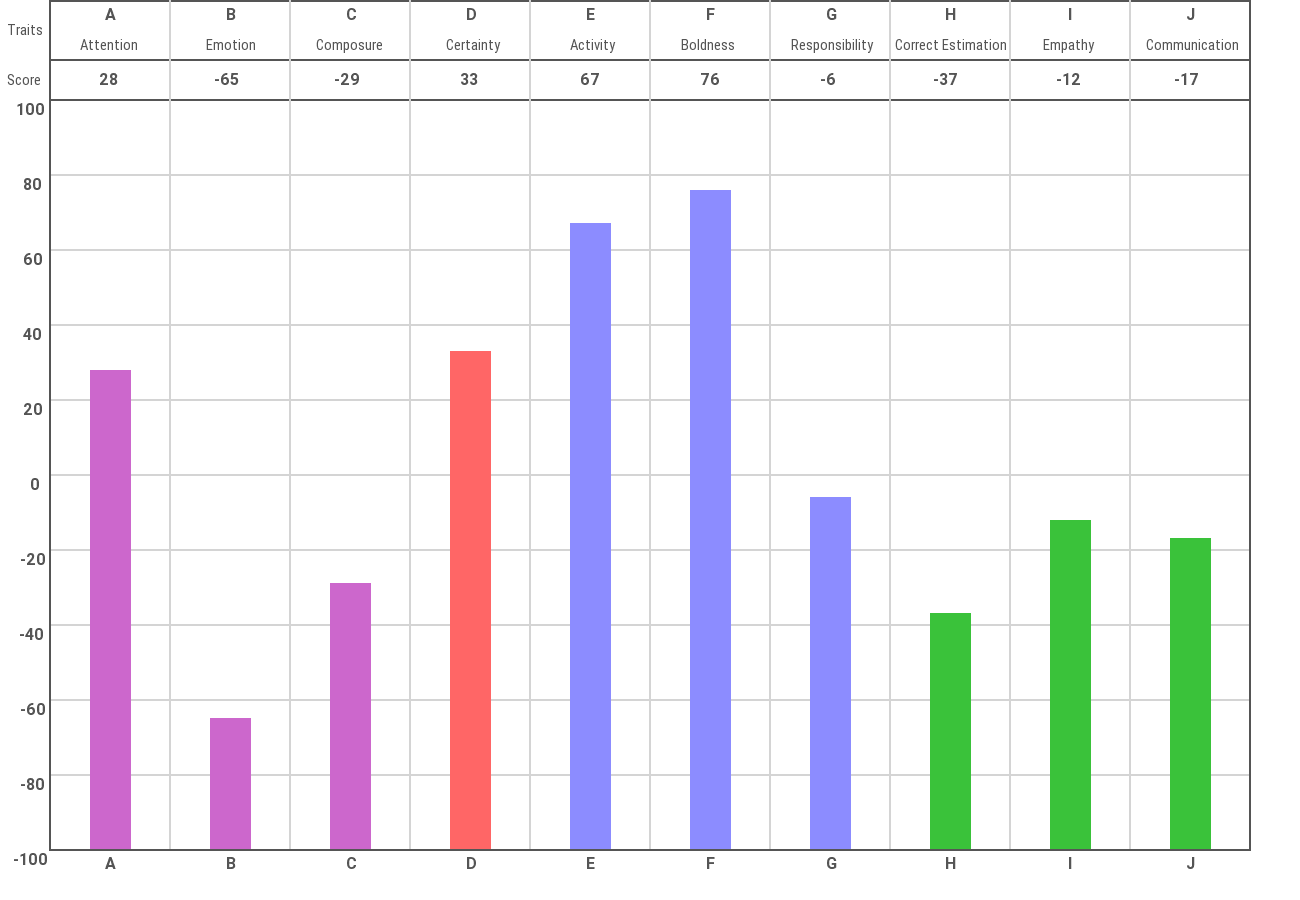 A B C D E F G H I J
Traits
Attention Emotion Composure Certainty Activity Boldness Responsibility Correct Estimation Empathy Communication
Score 28 -65 -29 33 67 76 -6 -37 -12 -17
100
80
60
40
20
0
-20
-40
-60
-80
-100
A B C D E F G H I J